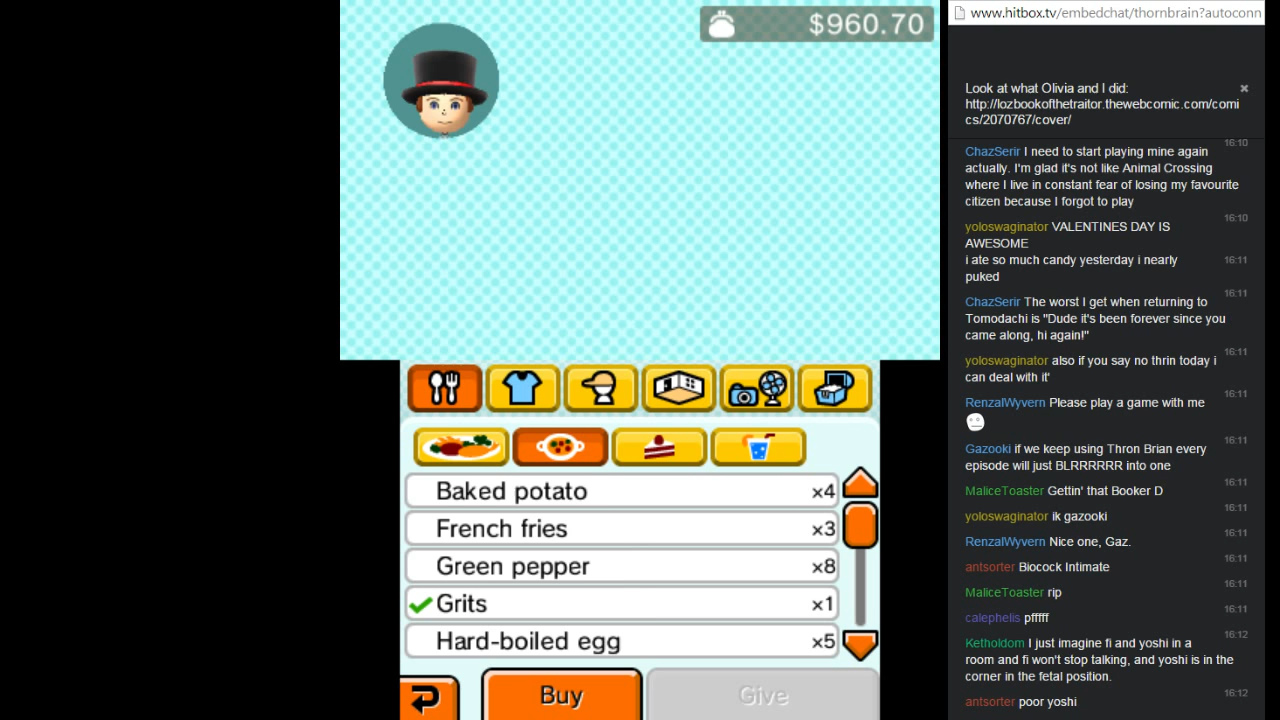 $960.70
Baked potato ×4
French fries ×3
Green pepper ×8
Grits ×1
Hard-boiled egg ×5
Buy
Give
www.hitbox.tv/embedchat/thornbrain?autoconn
Look at what Olivia and I did:
http://lozbookofthetraitor.thewebcomic.com/comi
cs/2070767/cover/
16:10
ChazSerir I need to start playing mine again
actually. I'm glad it's not like Animal Crossing
where I live in constant fear of losing my favourite
citizen because I forgot to play
16:10
yoloswaginator VALENTINES DAY IS
AWESOME
i ate so much candy yesterday i nearly 16:11
puked
16:11
ChazSerir The worst I get when returning to
Tomodachi is "Dude it's been forever since you
came along, hi again!"
16:11
yoloswaginator also if you say no thrin today i
can deal with it'
16:11
RenzalWyvern Please play a game with me
16:11
Gazooki if we keep using Thron Brian every
episode will just BLRRRRRR into one
16:11
MaliceToaster Gettin' that Booker D
16:11
yoloswaginator ik gazooki
16:11
RenzalWyvern Nice one, Gaz.
16:11
antsorter Biocock Intimate
16:11
MaliceToaster rip
16:11
calephelis pfffff
16:12
Ketholdom I just imagine fi and yoshi in a
room and fi won't stop talking, and yoshi is in the
corner in the fetal position.
16:12
antsorter poor yoshi